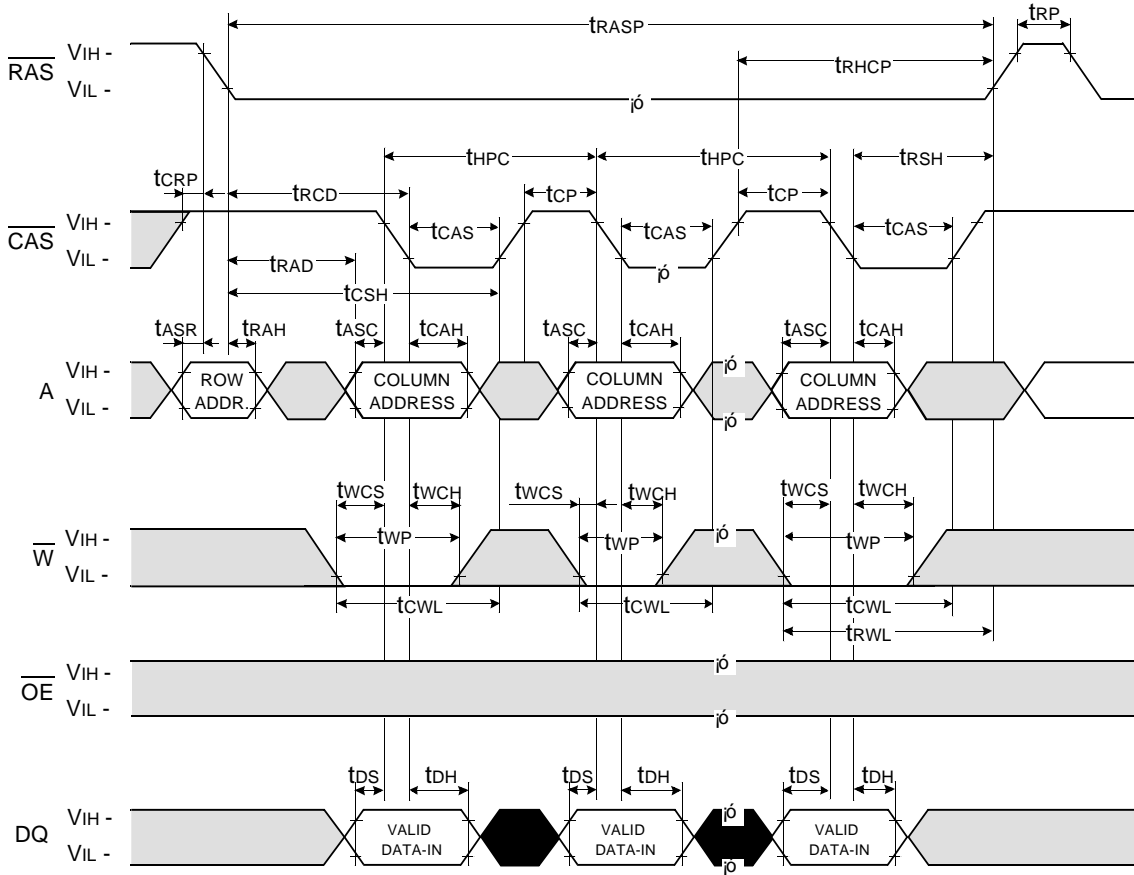 tRASP
tRP
RAS
VIH -
VIL -
tRHCP
¡ó
tHPC
tHPC
tRSH
tCRP
tRCD
tCP
tCP
CAS
VIH -
VIL -
tCAS
tCAS
tCAS
¡ó
tRAD
tCSH
tASR
tRAH
tASC
tCAH
tASC
tCAH
tASC
tCAH
A
VIH -
VIL -
ROW
ADDR.
COLUMN
ADDRESS
COLUMN
ADDRESS
¡ó
¡ó
COLUMN
ADDRESS
tWCS
tWCH
tWCS
tWCH
tWCS
tWCH
W
VIH -
VIL -
tWP
tWP
¡ó
tWP
tCWL
tCWL
tCWL
tRWL
OE
VIH -
VIL -
¡ó
¡ó
tDS
tDH
tDS
tDH
tDS
tDH
DQ
VIH -
VIL -
VALID
DATA-IN
VALID
DATA-IN
¡ó
¡ó
VALID
DATA-IN